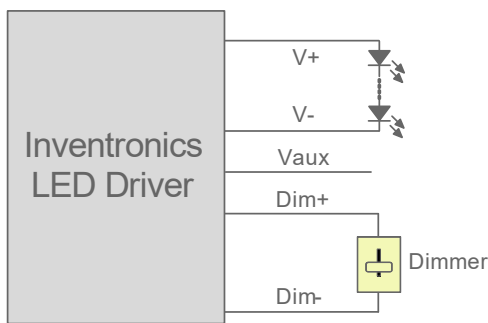 V+
V-
Inventronics
LED Driver
Vaux
Dim+
Dimmer
Dim-